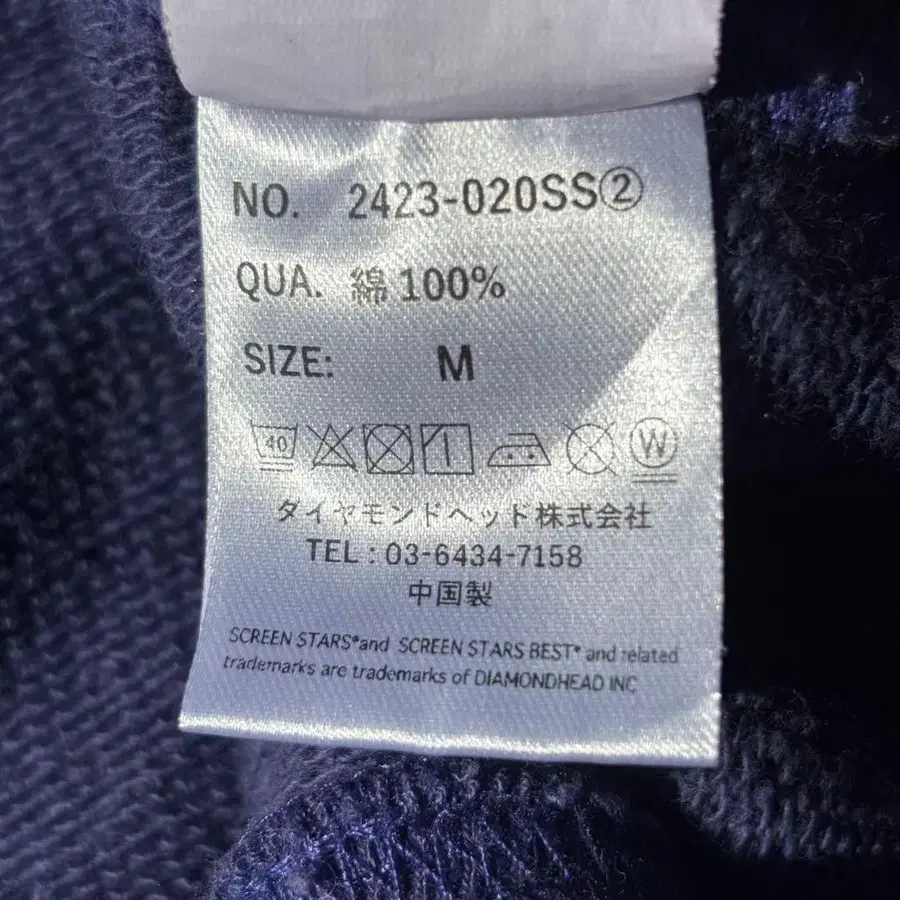 NO. 2423-020SS②
QUA. 綿 100%
SIZE: M
40 W
ダイヤモンドヘッド株式会社
TEL : 03-6434-7158
中国製
SCREEN STARS® and SCREEN STARS BEST® and related
trademarks are trademarks of DIAMONDHEAD INC